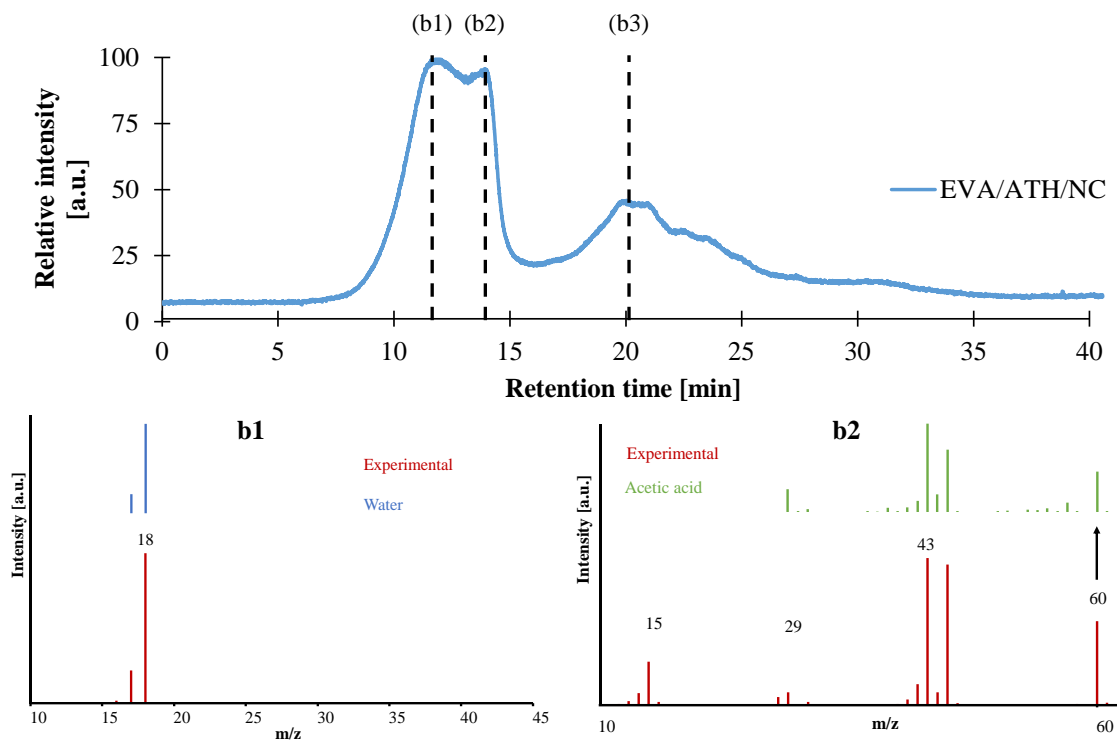 (b1) (b2) (b3)
100
75
50
25
0
Relative intensity
[a.u.]
EVA/ATH/NC
0 5 10 15 20 25 30 35 40
Retention time [min]
b1
Experimental
Water
18
Intensity [a.u.]
10 15 20 25 30 35 40 45
m/z
b2
Experimental
Acetic acid
43
60
15
29
Intensity [a.u.]
10 60
m/z